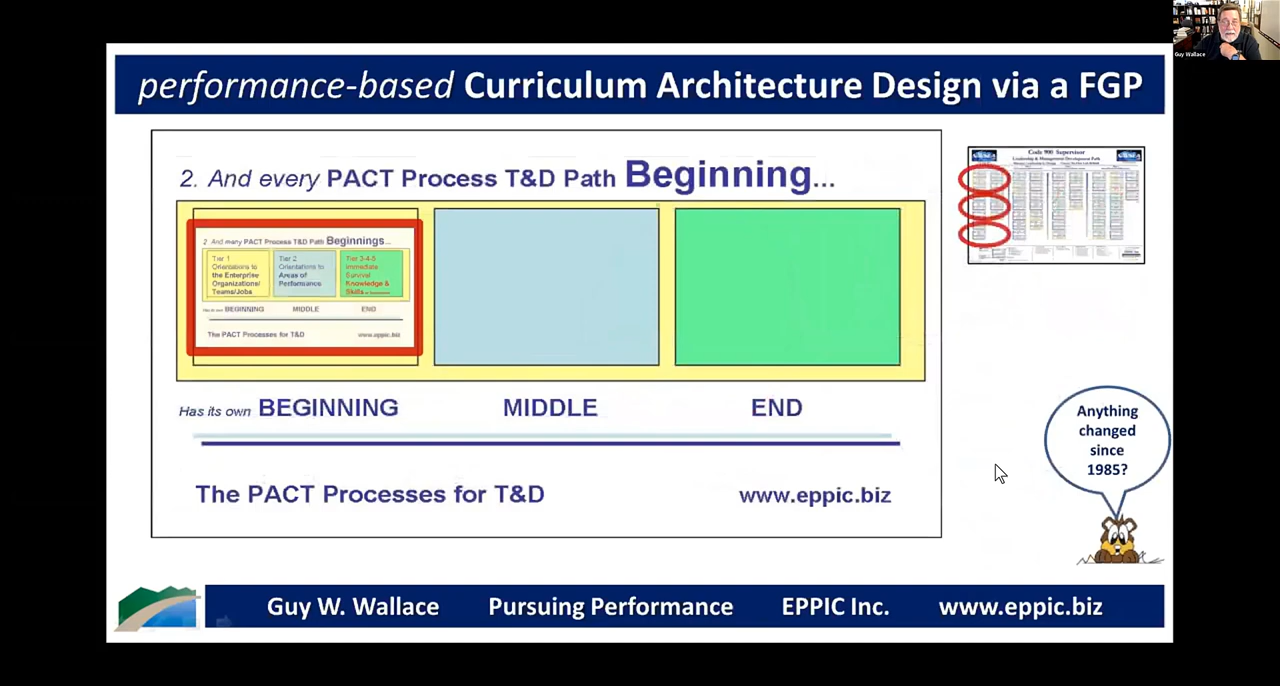 Guy Wallace
performance-based Curriculum Architecture Design via a FGP
2. And every PACT Process T&D Path Beginning...
2 And many PACT Process T&D Path Beginnings...
Tier 1
Orientations to
the Enterprise
Organizations/
Teams/Jobs
Tier 2
Orientations to
Areas of
Performance
Tier 3-4-5
Immediate
Survival
Knowledge &
Skills
Has its own BEGINNING MIDDLE END
The PACT Processes for T&D www.eppic.biz
Has its own BEGINNING MIDDLE END
The PACT Processes for T&D www.eppic.biz
Code 900 Supervisor
Leadership & Management Development Path
Anything
changed
since
1985?
Guy W. Wallace Pursuing Performance EPPIC Inc. www.eppic.biz